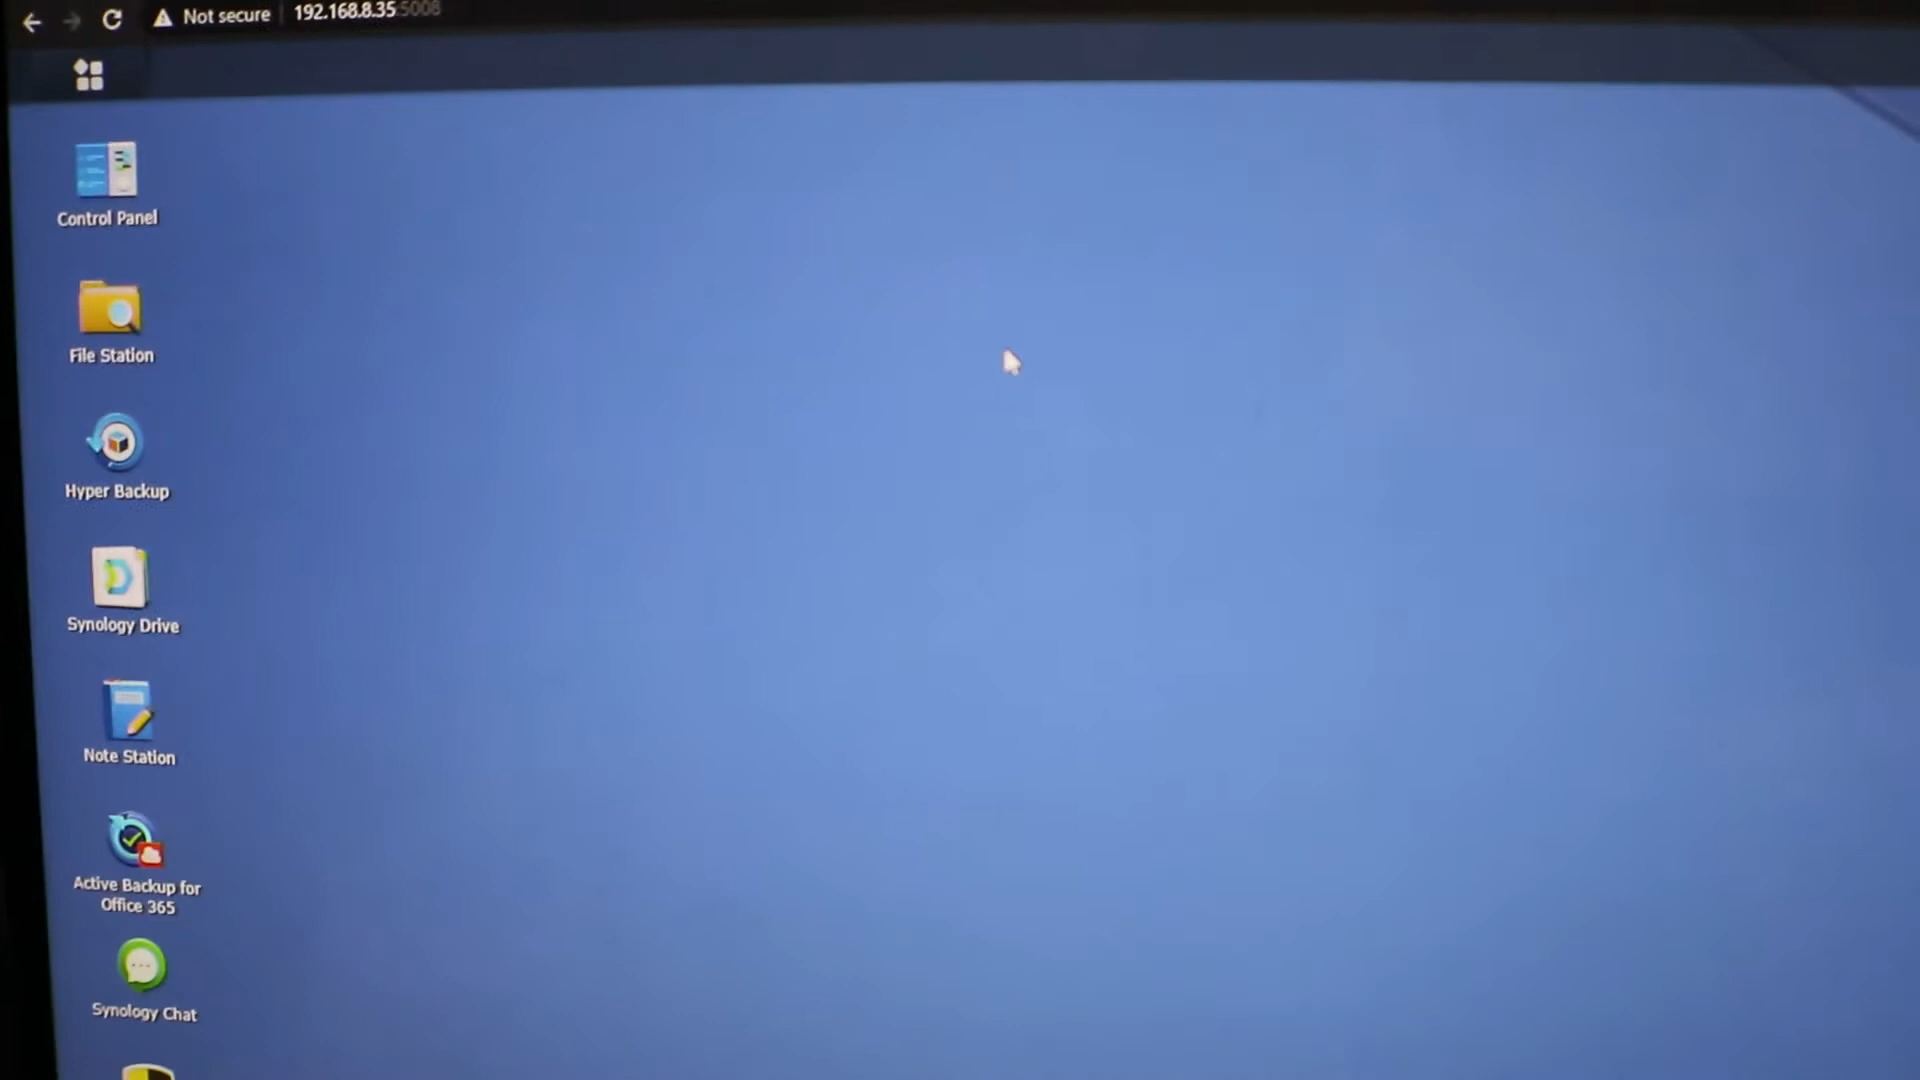 Not secure
192.168.8.35:5008
Control Panel
File Station
Hyper Backup
Synology Drive
Note Station
Active Backup for
Office 365
Synology Chat